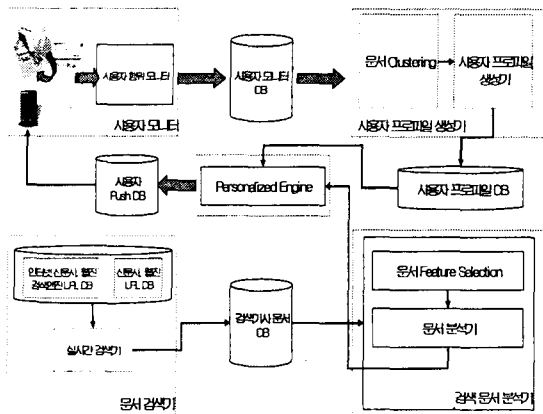 사용자 행위 모니터
사용자 모니터
사용자 모니터
DB
문서 Clustering
사용자 프로파일
생성기
사용자 프로파일 생성기
사용자
Push DB
Personalized Engine
사용자 프로파일 DB
인터넷 신문사, 웹진
검색엔진 URL DB
신문사, 웹진
URL DB
실시간 검색기
문서 검색기
검색기사 문서
DB
문서 Feature Selection
문서 분석기
검색 문서 분석기